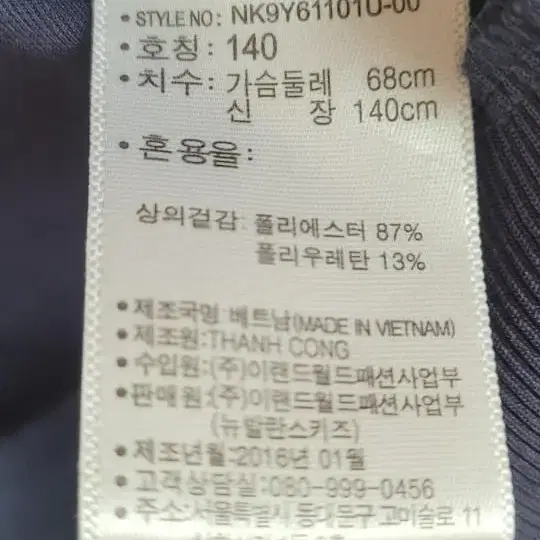 • STYLE NO: NK9Y61101U-00
• 호칭: 140
• 치수: 가슴둘레 68cm
신 장 140cm
• 혼용율:
상의겉감: 폴리에스터 87%
폴리우레탄 13%
• 제조국명 베트남(MADE IN VIETNAM)
• 제조원:THANH CONG
• 수입원:(주)이랜드월드패션사업부
• 판매원:(주)이랜드월드패션사업부
(뉴발란스키즈)
• 제조년월:2016년 01월
• 고객상담실:080-999-0456
• 주소:서울특별시 동대문구 고미술로 11